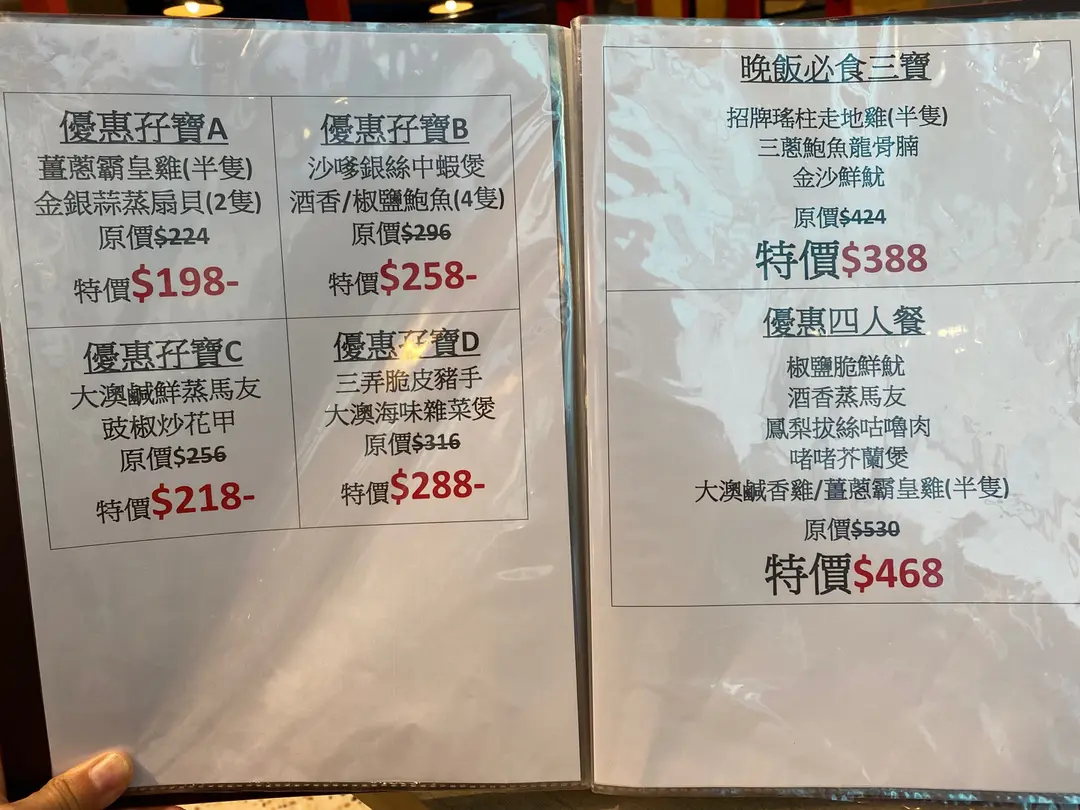 優惠孖寶A
薑蔥霸皇雞(半隻)
金銀蒜蒸扇貝(2隻)
原價$224
特價$198-
優惠孖寶B
沙嗲銀絲中蝦煲
酒香/椒鹽鮑魚(4隻)
原價$296
特價$258-
優惠孖寶C
大澳鹹鮮蒸馬友
豉椒炒花甲
原價$256
特價$218-
優惠孖寶D
三弄脆皮豬手
大澳海味雜菜煲
原價$316
特價$288-
晚飯必食三寶
招牌瑤柱走地雞(半隻)
三蔥鮑魚龍骨腩
金沙鮮魷
原價$424
特價$388
優惠四人餐
椒鹽脆鮮魷
酒香蒸馬友
鳳梨拔絲咕嚕肉
啫啫芥蘭煲
大澳鹹香雞/薑蔥霸皇雞(半隻)
原價$530
特價$468